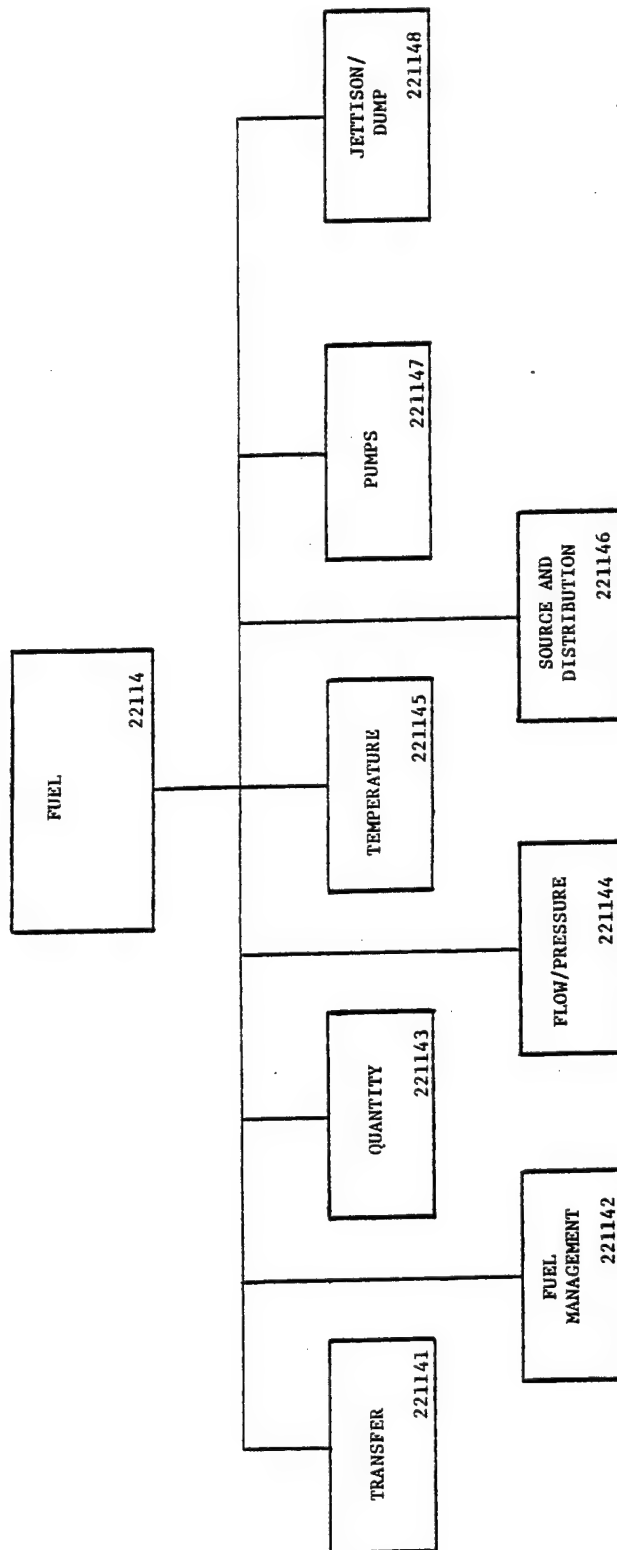 FUEL
22114
TRANSFER
221141
FUEL
MANAGEMENT
221142
QUANTITY
221143
FLOW/PRESSURE
221144
TEMPERATURE
221145
SOURCE AND
DISTRIBUTION
221146
PUMPS
221147
JETTISON/
DUMP
221148